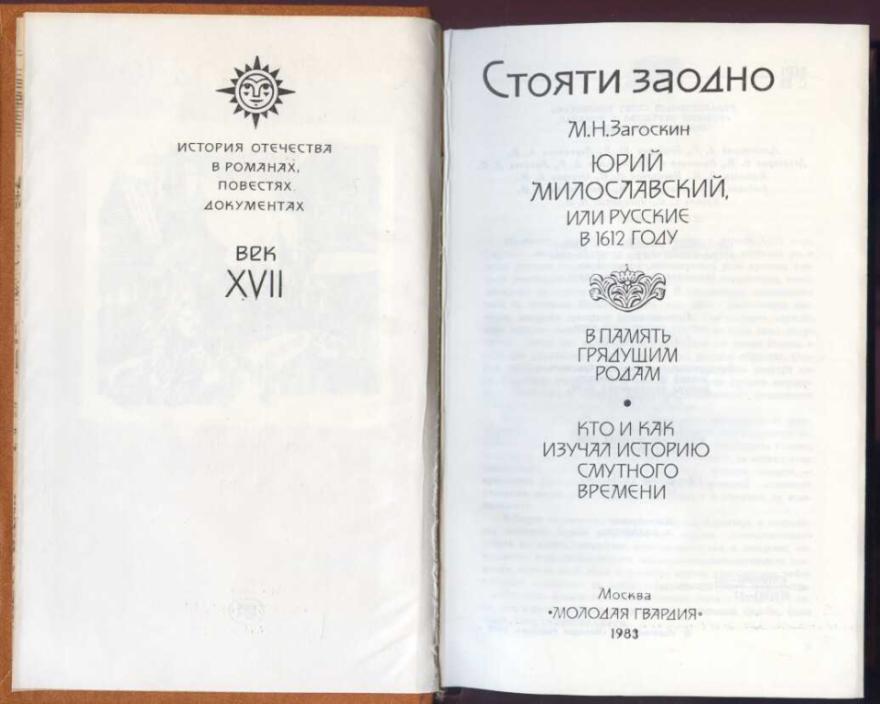 ИСТОРИЯ ОТЕЧЕСТВА
В РОМАНАХ,
ПОВЕСТЯХ,
ДОКУМЕНТАХ
ВЕК
XVII
Стояти заодно
М.Н.Загоскин
ЮРИЙ
МИЛОСЛАВСКИЙ,
ИЛИ РУССКИЕ
В 1612 ГОДУ
В ПАМЯТЬ
ГРЯДУЩИМ
РОДАМ
•
КТО И КАК
ИЗУЧАЛ ИСТОРИЮ
СМУТНОГО
ВРЕМЕНИ
Москва
«МОЛОДАЯ ГВАРДИЯ»
1983